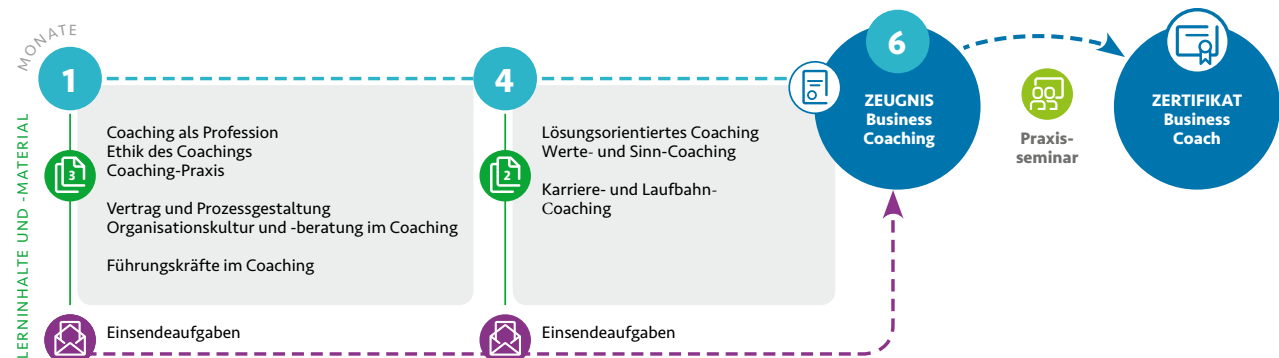 MONATE
1
4
6
LERNINHALTE UND -MATERIAL
3
Coaching als Profession
Ethik des Coachings
Coaching-Praxis
Vertrag und Prozessgestaltung
Organisationskultur und -beratung im Coaching
Führungskräfte im Coaching
Einsendeaufgaben
2
Lösungsorientiertes Coaching
Werte- und Sinn-Coaching
Karriere- und Laufbahn-
Coaching
Einsendeaufgaben
ZEUGNIS
Business
Coaching
Praxis-
seminar
ZERTIFIKAT
Business
Coach